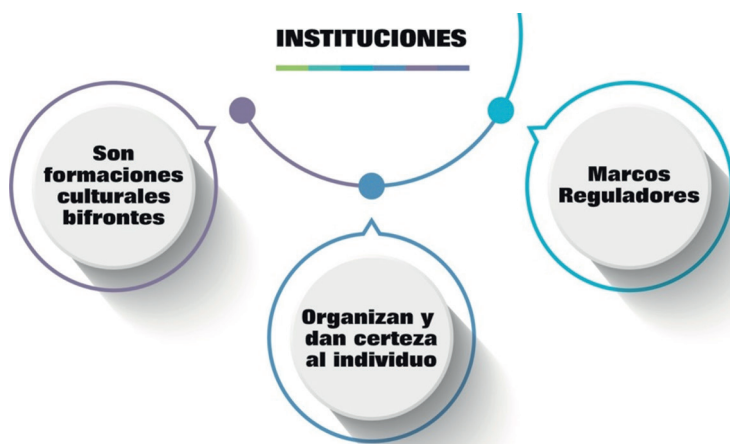 INSTITUCIONES
Son
formaciones
culturales
bifrontes
Organizan y
dan certeza
al individuo
Marcos
Reguladores